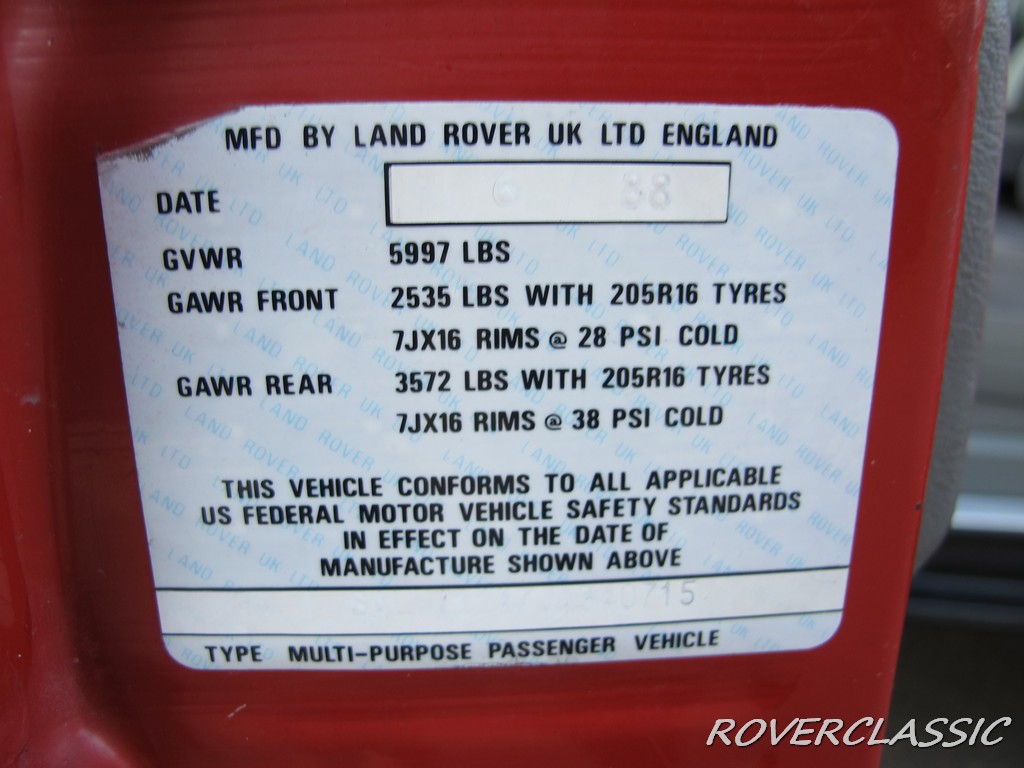 MFD BY LAND ROVER UK LTD ENGLAND
DATE 88
GVWR 5997 LBS
GAWR FRONT 2535 LBS WITH 205R16 TYRES
7JX16 RIMS @ 28 PSI COLD
GAWR REAR 3572 LBS WITH 205R16 TYRES
7JX16 RIMS @ 38 PSI COLD
THIS VEHICLE CONFORMS TO ALL APPLICABLE
US FEDERAL MOTOR VEHICLE SAFETY STANDARDS
IN EFFECT ON THE DATE OF
MANUFACTURE SHOWN ABOVE
TYPE MULTI-PURPOSE PASSENGER VEHICLE
ROVERCLASSIC